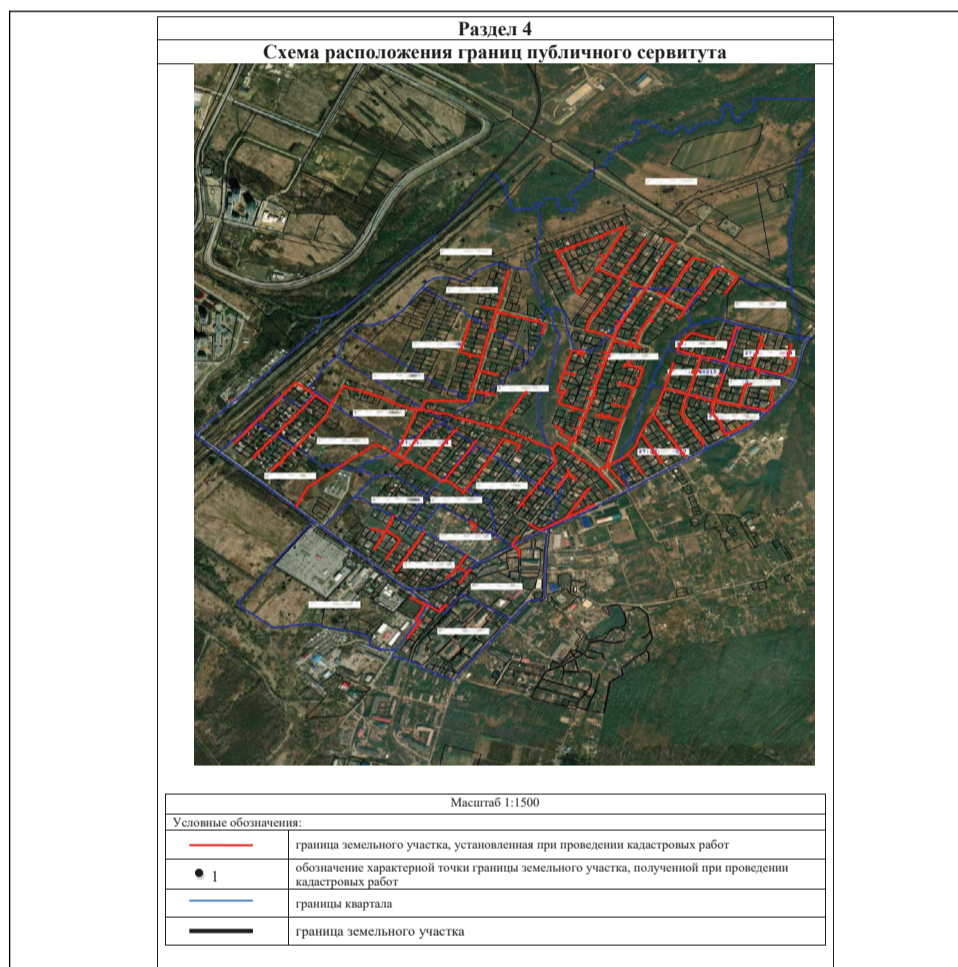 Раздел 4
Схема расположения границ публичного сервитута
Масштаб 1:1500
Условные обозначения:
граница земельного участка, установленная при проведении кадастровых работ
1
обозначение характерной точки границы земельного участка, полученной при проведении
кадастровых работ
границы квартала
граница земельного участка